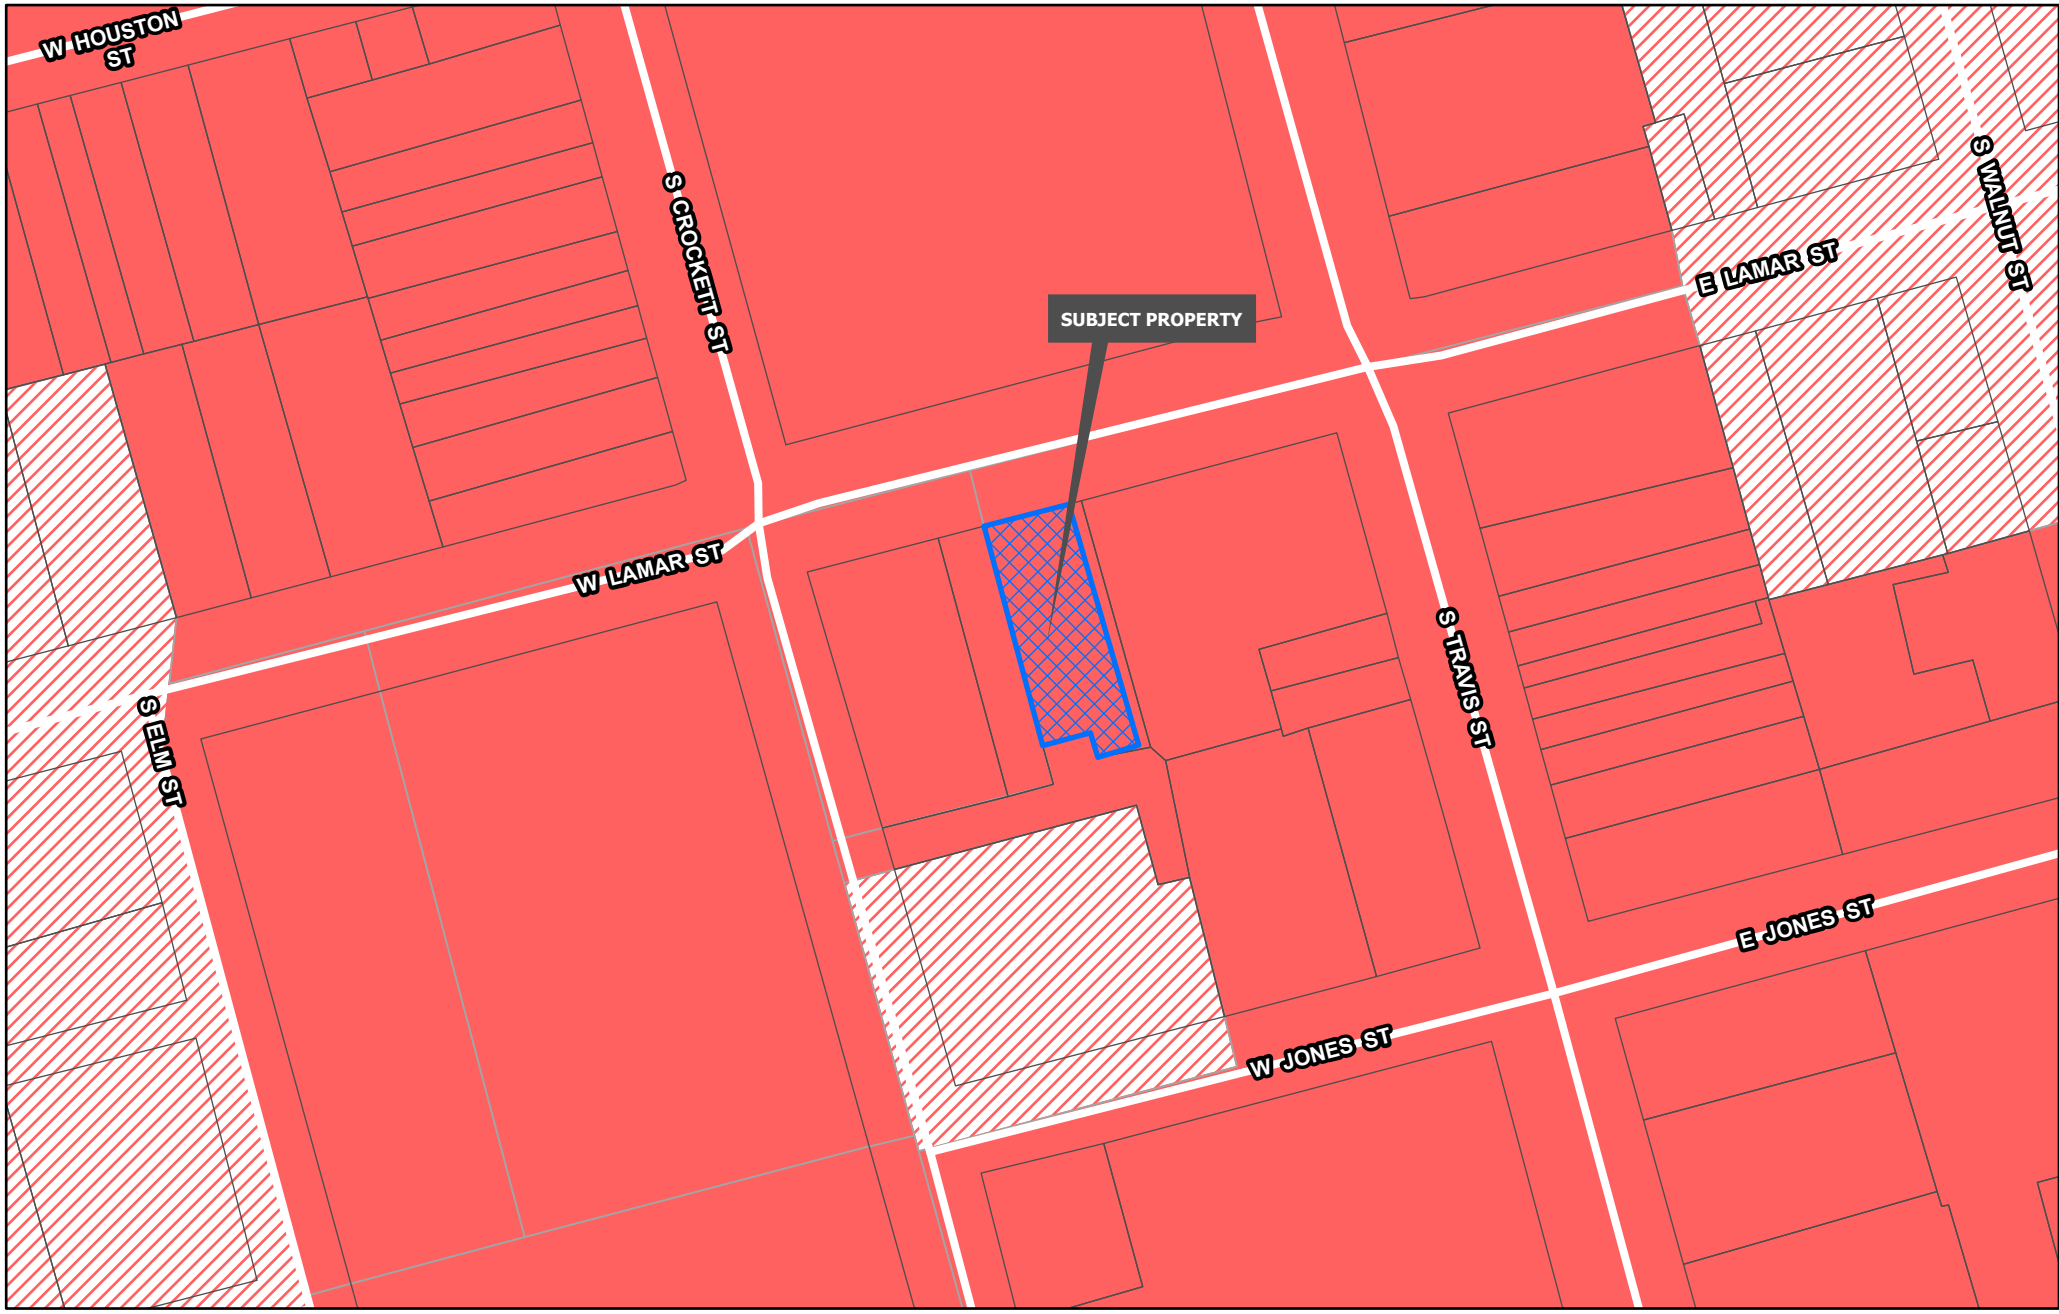 W HOUSTON
ST
S CROCKETT ST
S WALNUT ST
E LAMAR ST
SUBJECT PROPERTY
W LAMAR ST
S ELM ST
S TRAVIS ST
E JONES ST
W JONES ST